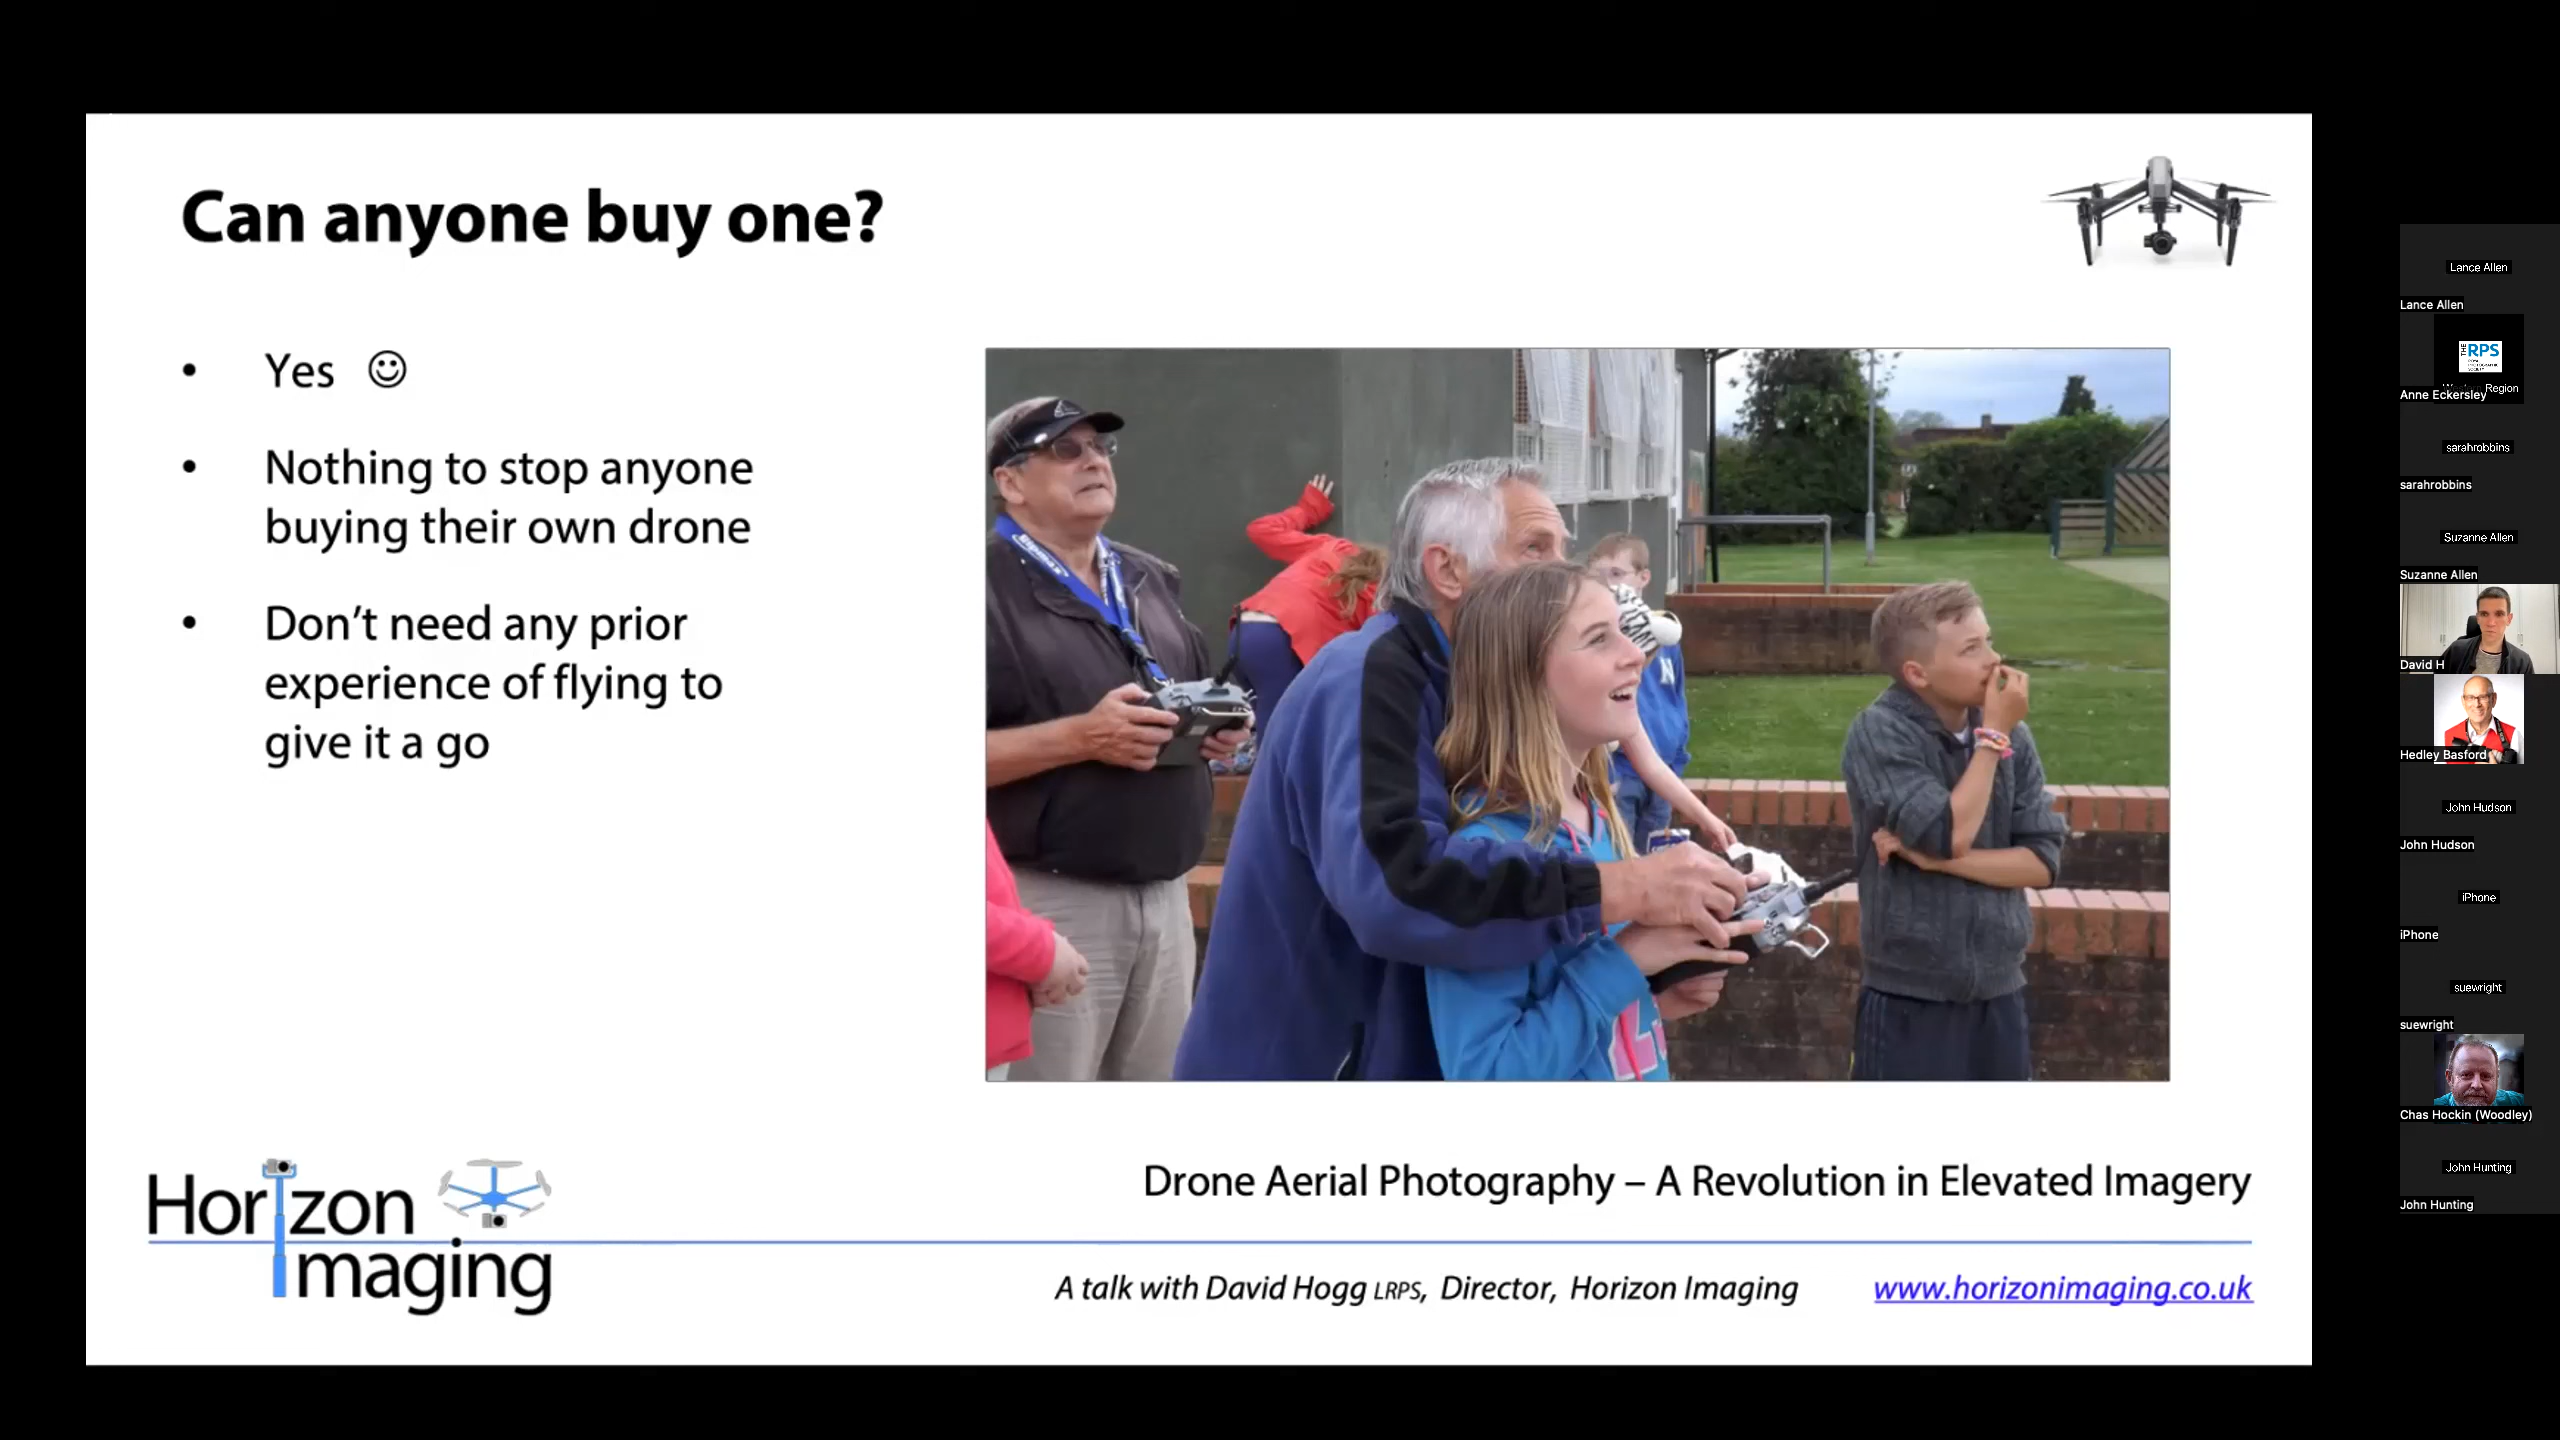 Can anyone buy one?
• Yes ☺
• Nothing to stop anyone
buying their own drone
• Don’t need any prior
experience of flying to
give it a go
N
Horizon
Imaging
Drone Aerial Photography – A Revolution in Elevated Imagery
A talk with David Hogg LRPS, Director, Horizon Imaging
www.horizonimaging.co.uk
Lance Allen
Lance Allen
THE RPS
Region
Anne Eckersley
sarahrobbins
sarahrobbins
Suzanne Allen
Suzanne Allen
David H
Hedley Basford
John Hudson
John Hudson
iPhone
iPhone
suewright
suewright
Chas Hockin (Woodley)
John Hunting
John Hunting